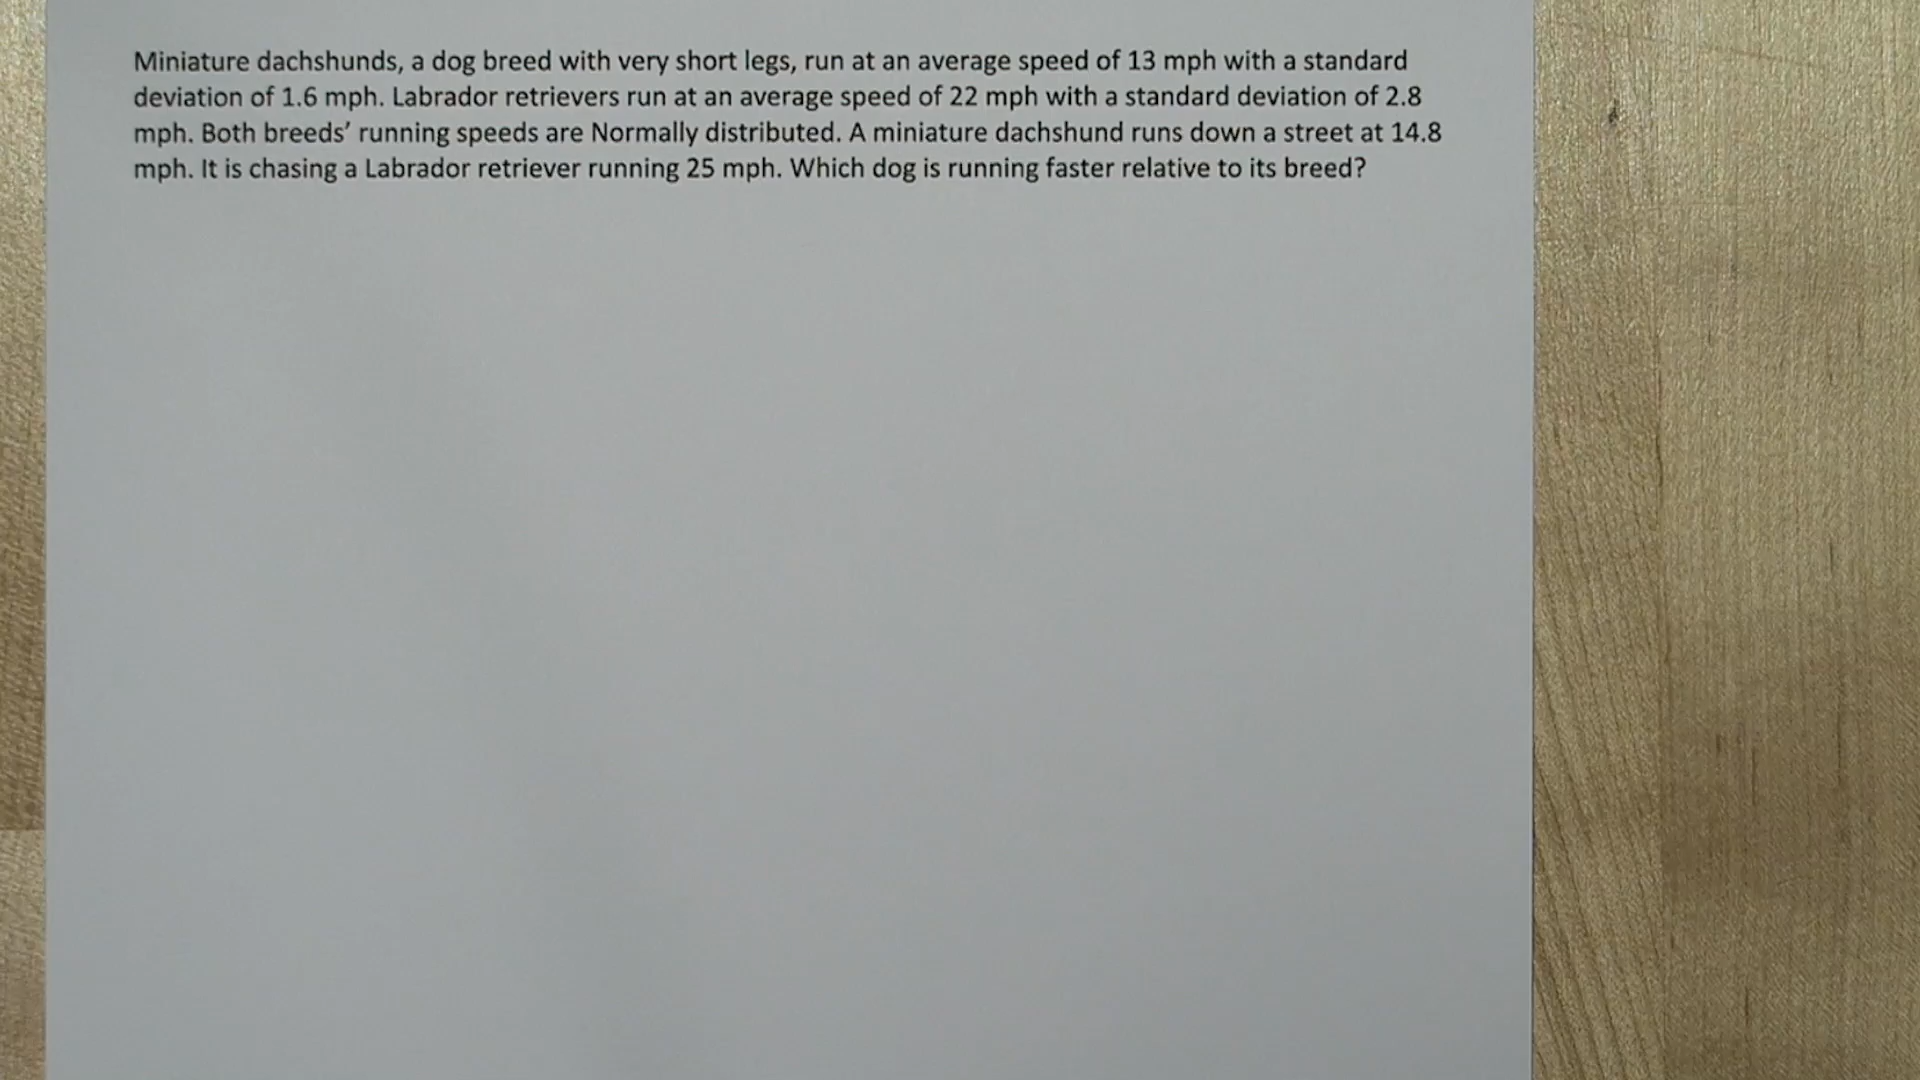 Miniature dachshunds, a dog breed with very short legs, run at an average speed of 13 mph with a standard
deviation of 1.6 mph. Labrador retrievers run at an average speed of 22 mph with a standard deviation of 2.8
mph. Both breeds’ running speeds are Normally distributed. A miniature dachshund runs down a street at 14.8
mph. It is chasing a Labrador retriever running 25 mph. Which dog is running faster relative to its breed?